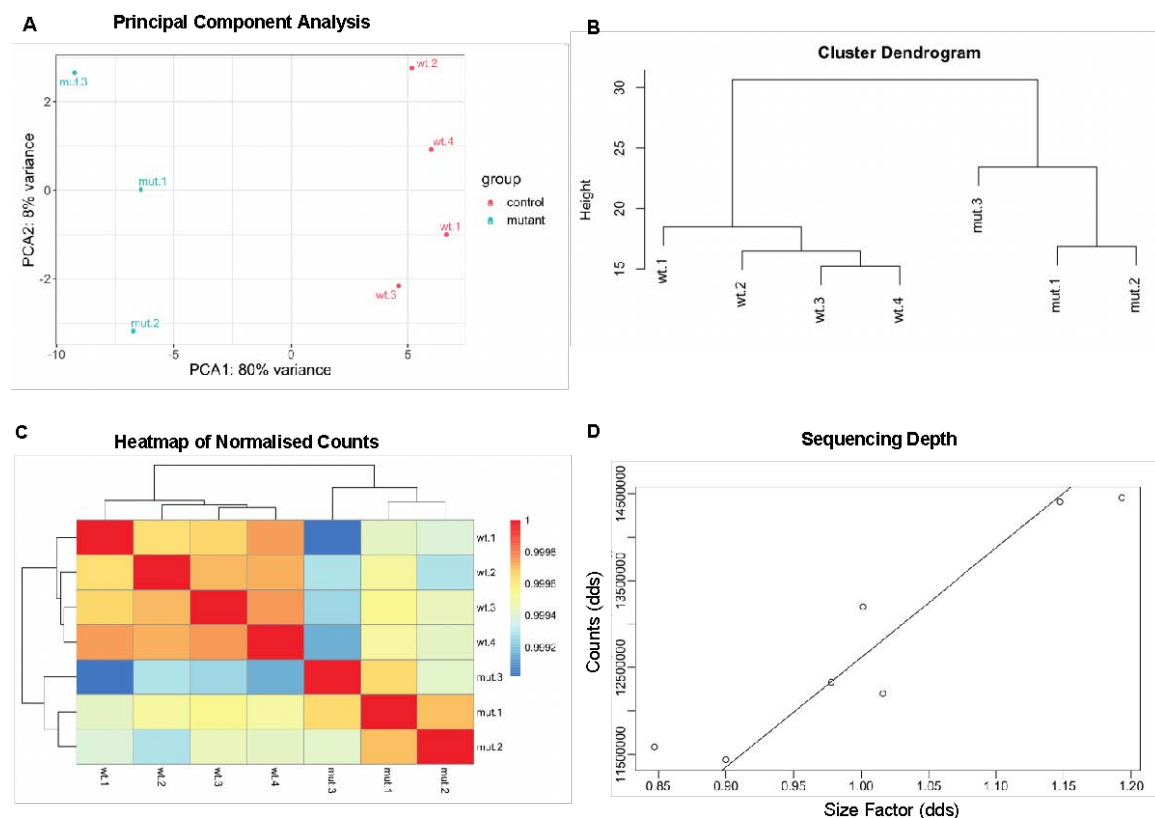 A
Principal Component Analysis
mut.3
wt.2
wt.4
mut.1
wt.1
wt.3
mut.2
2
0
-2
-10
-5
0
5
PCA2: 8% variance
PCA1: 80% variance
group
control
mutant
B
Cluster Dendrogram
Height
30
25
20
15
wt.1
wt.2
wt.3
wt.4
mut.3
mut.1
mut.2
C
Heatmap of Normalised Counts
1
0.9998
0.9996
0.9994
0.9992
wt.1
wt.2
wt.3
wt.4
mut.3
mut.1
mut.2
wt.1
wt.2
wt.3
wt.4
mut.3
mut.1
mut.2
D
Sequencing Depth
Counts (dds)
14500000
13500000
12500000
11500000
0.85
0.90
0.95
1.00
1.05
1.10
1.15
1.20
Size Factor (dds)